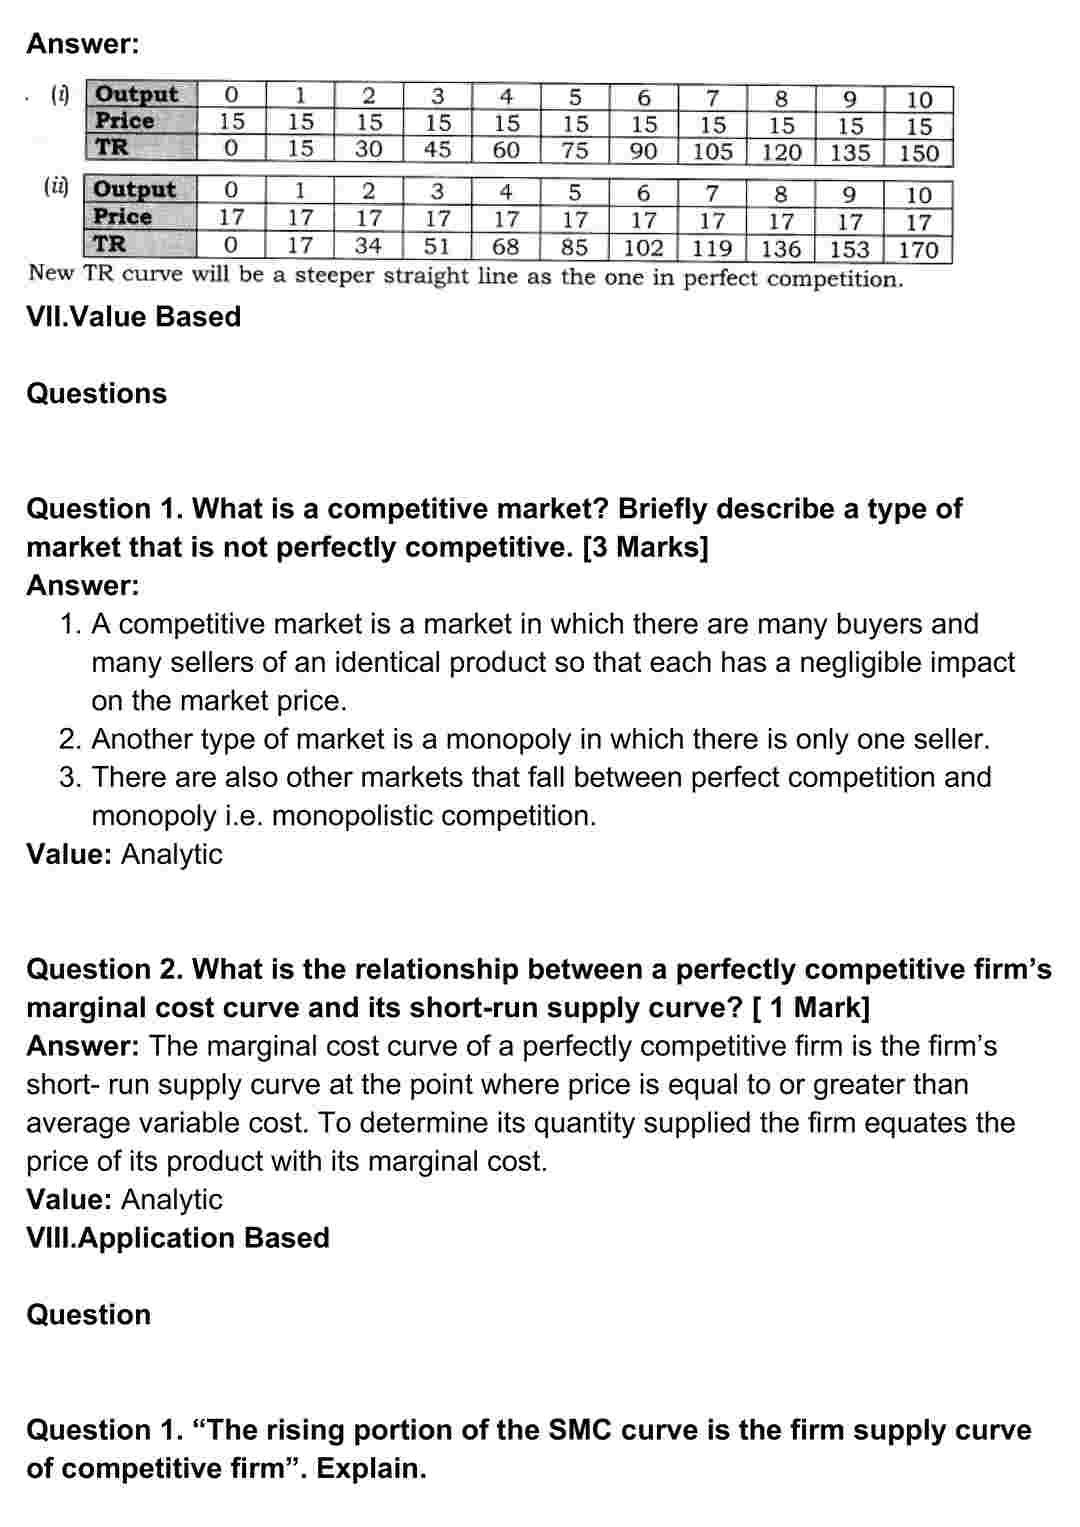 Answer:
(i) Output 0 1 2 3 4 5 6 7 8 9 10
Price 15 15 15 15 15 15 15 15 15 15 15
TR 0 15 30 45 60 75 90 105 120 135 150
(ii) Output 0 1 2 3 4 5 6 7 8 9 10
Price 17 17 17 17 17 17 17 17 17 17 17
TR 0 17 34 51 68 85 102 119 136 153 170
New TR curve will be a steeper straight line as the one in perfect competition.
VII.Value Based
Questions
Question 1. What is a competitive market? Briefly describe a type of
market that is not perfectly competitive. [3 Marks]
Answer:
1. A competitive market is a market in which there are many buyers and
many sellers of an identical product so that each has a negligible impact
on the market price.
2. Another type of market is a monopoly in which there is only one seller.
3. There are also other markets that fall between perfect competition and
monopoly i.e. monopolistic competition.
Value: Analytic
Question 2. What is the relationship between a perfectly competitive firm’s
marginal cost curve and its short-run supply curve? [ 1 Mark]
Answer: The marginal cost curve of a perfectly competitive firm is the firm’s
short- run supply curve at the point where price is equal to or greater than
average variable cost. To determine its quantity supplied the firm equates the
price of its product with its marginal cost.
Value: Analytic
VIII.Application Based
Question
Question 1. “The rising portion of the SMC curve is the firm supply curve
of competitive firm”. Explain.